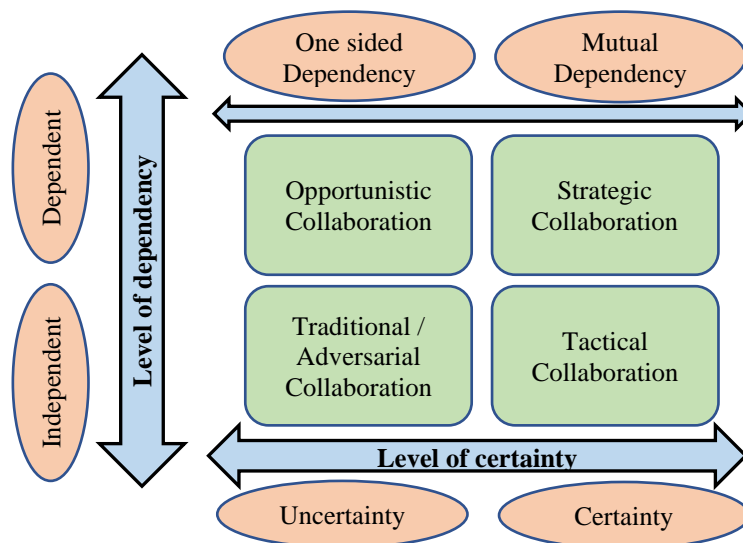 One sided
Dependency
Mutual
Dependency
Dependent
Independent
Level of dependency
Opportunistic
Collaboration
Strategic
Collaboration
Traditional /
Adversarial
Collaboration
Tactical
Collaboration
Level of certainty
Uncertainty
Certainty